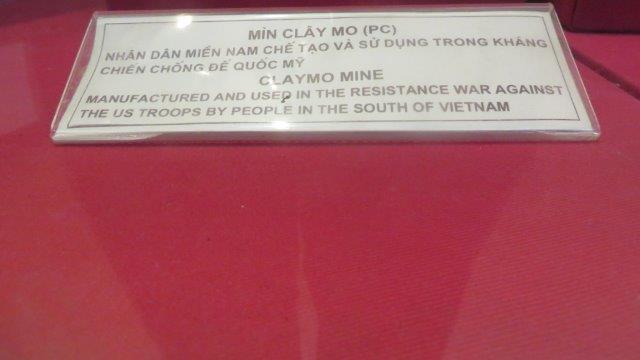 MÌN CLÂY MO (PC)
NHÂN DÂN MIỀN NAM CHẾ TẠO VÀ SỬ DỤNG TRONG KHÁNG
CHIẾN CHỐNG ĐẾ QUỐC MỸ
CLAYMO MINE
MANUFACTURED AND USED IN THE RESISTANCE WAR AGAINST
THE US TROOPS BY PEOPLE IN THE SOUTH OF VIETNAM